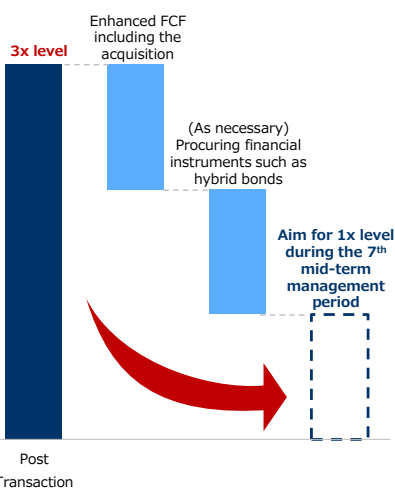 Enhanced FCF
including the
acquisition
3x level
(As necessary)
Procuring financial
instruments such as
hybrid bonds
Aim for 1x level
during the 7th
mid-term
management
period
Post
Transaction